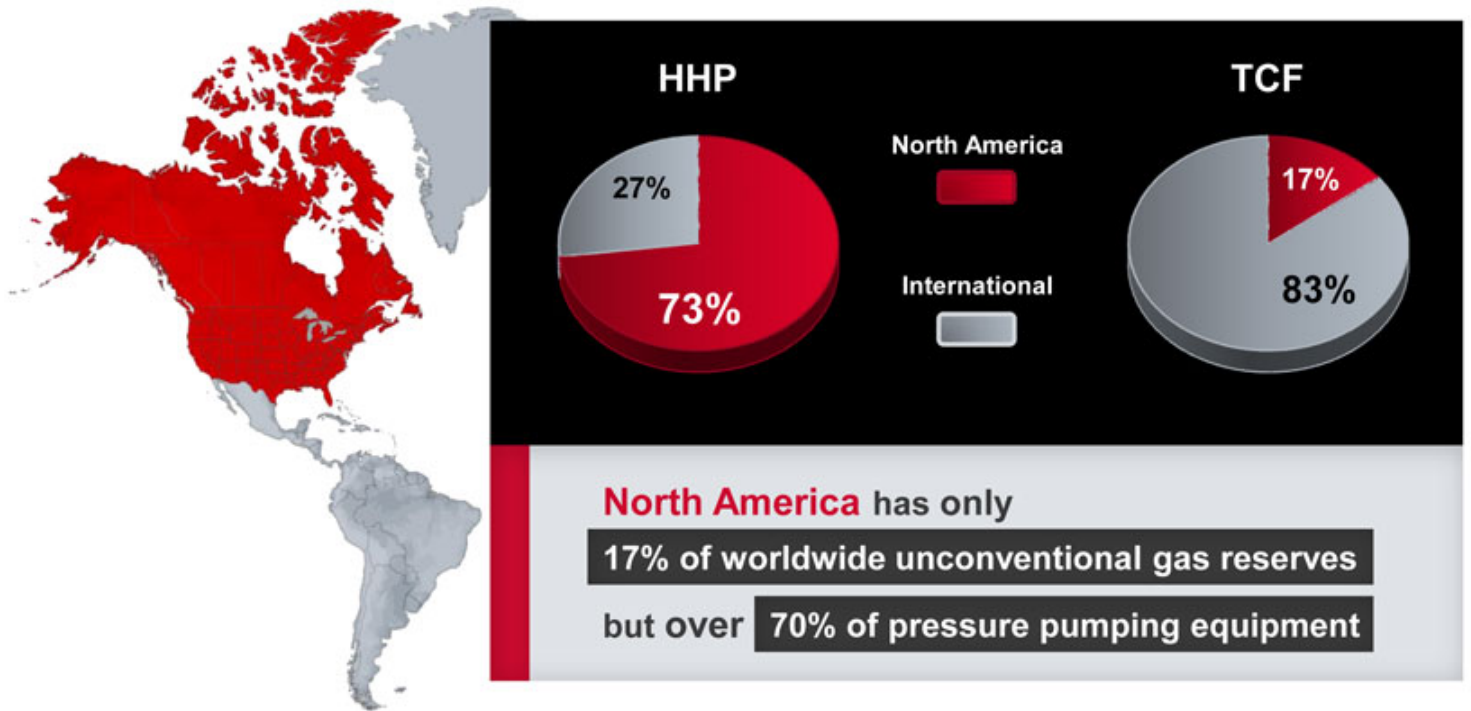 HHP
TCF
27%
73%
North America
International
17%
83%
North America has only
17% of worldwide unconventional gas reserves
but over 70% of pressure pumping equipment